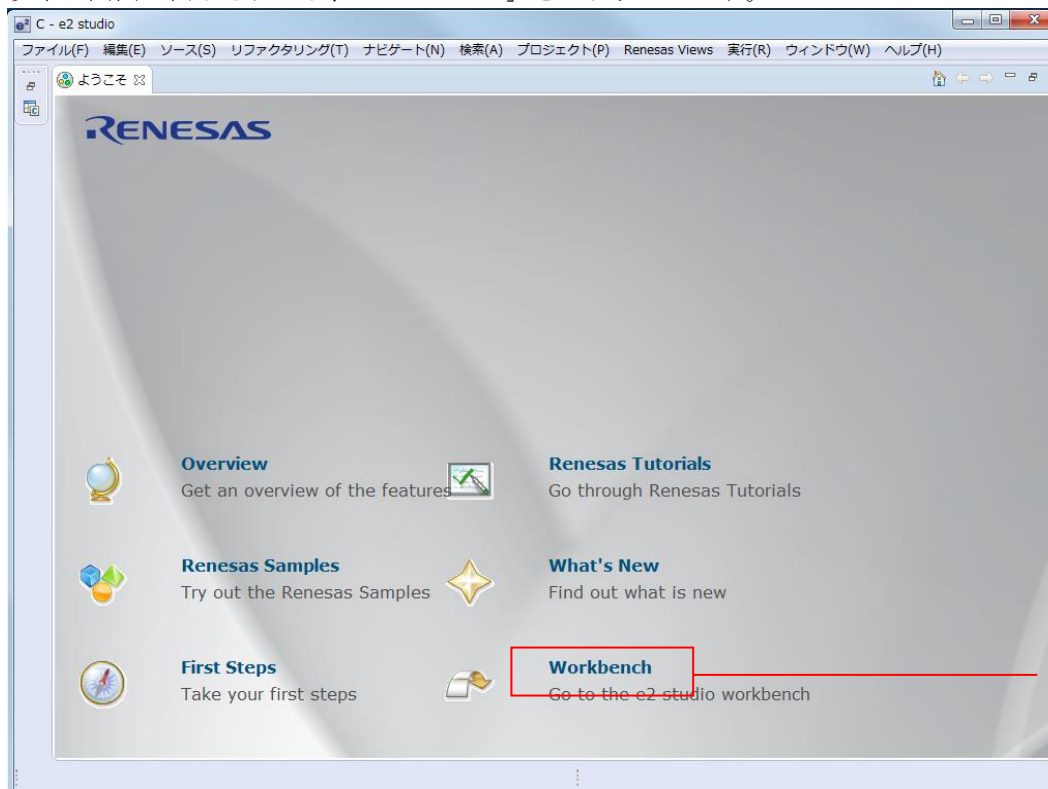 C - e2 studio
ファイル(F) 編集(E) ソース(S) リファクタリング(T) ナビゲート(N) 検索(A) プロジェクト(P) Renesas Views 実行(R) ウィンドウ(W) ヘルプ(H)
ようこそ
RENESAS
Overview
Get an overview of the features
Renesas Tutorials
Go through Renesas Tutorials
Renesas Samples
Try out the Renesas Samples
What's New
Find out what is new
First Steps
Take your first steps
Workbench
Go to the e2 studio workbench